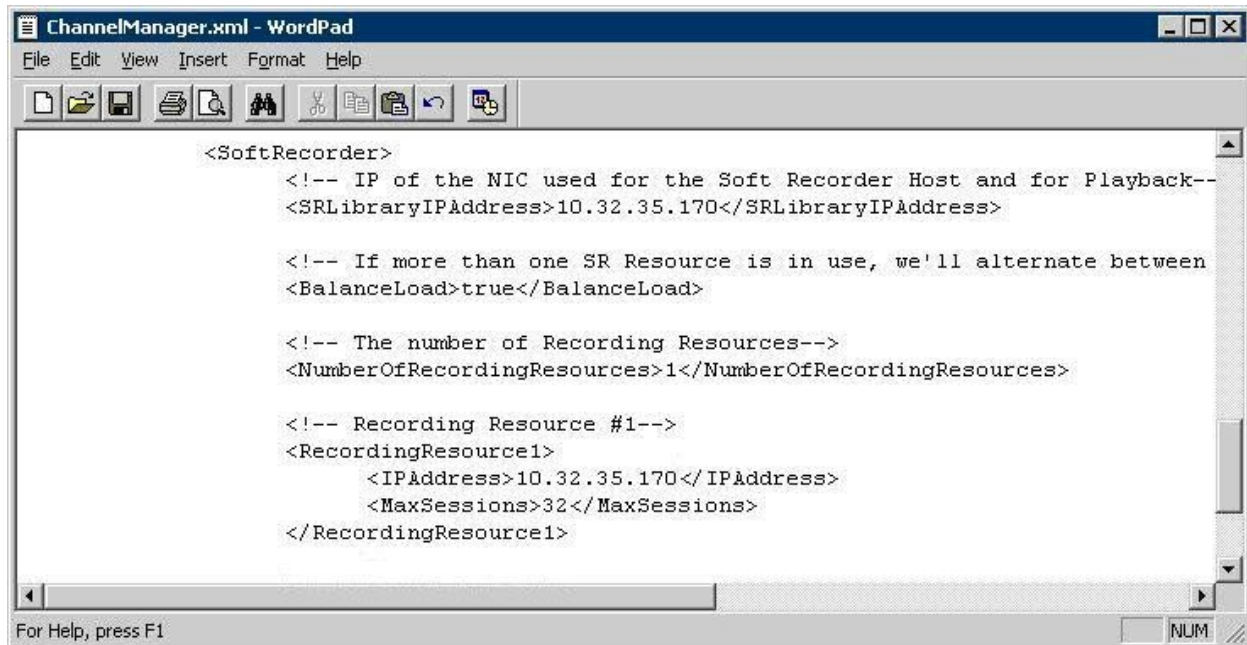 ChannelManager.xml - WordPad
File Edit View Insert Format Help
<SoftRecorder>
<!-- IP of the NIC used for the Soft Recorder Host and for Playback--
<SRLibraryIPAddress>10.32.35.170</SRLibraryIPAddress>
<!-- If more than one SR Resource is in use, we'll alternate between
<BalanceLoad>true</BalanceLoad>
<!-- The number of Recording Resources-->
<NumberOfRecordingResources>1</NumberOfRecordingResources>
<!-- Recording Resource #1-->
<RecordingResource1>
<IPAddress>10.32.35.170</IPAddress>
<MaxSessions>32</MaxSessions>
</RecordingResource1>
For Help, press F1
NUM